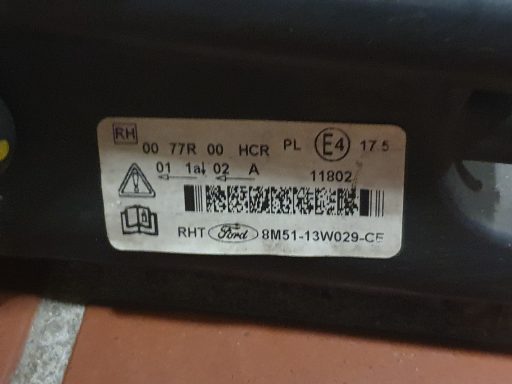 RH
00 77R 00 HCR PL E4 17.5
01 1a 02 A
11802
A
RHT Ford 8M51-13W029-CE